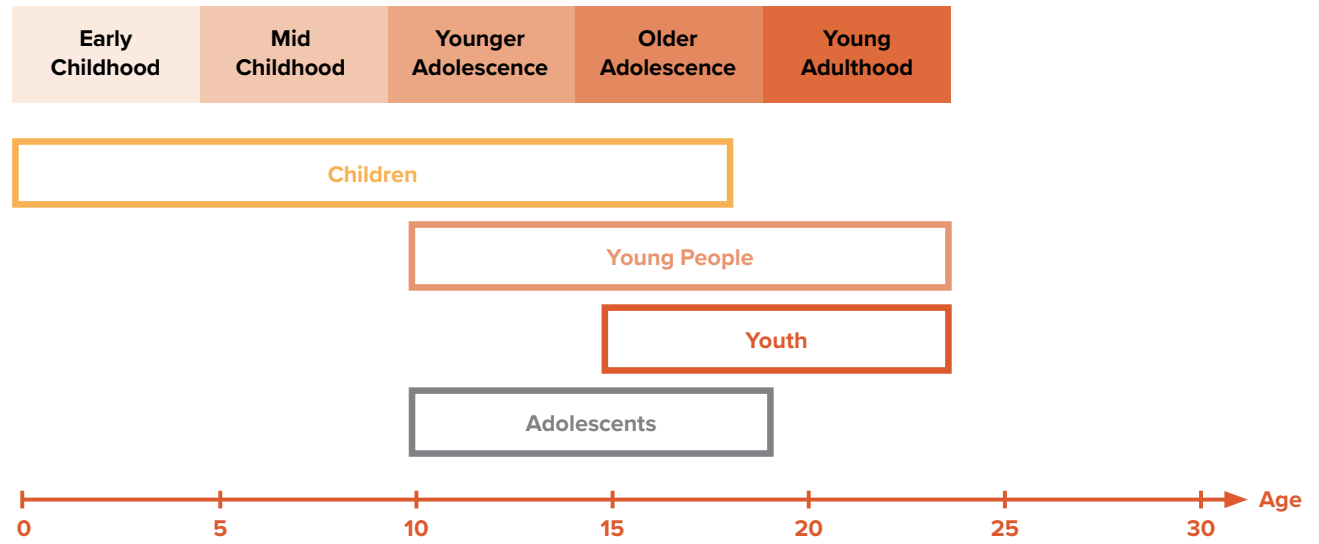 Early
Childhood
Mid
Childhood
Younger
Adolescence
Older
Adolescence
Young
Adulthood
Children
Young People
Youth
Adolescents
0 5 10 15 20 25 30 Age